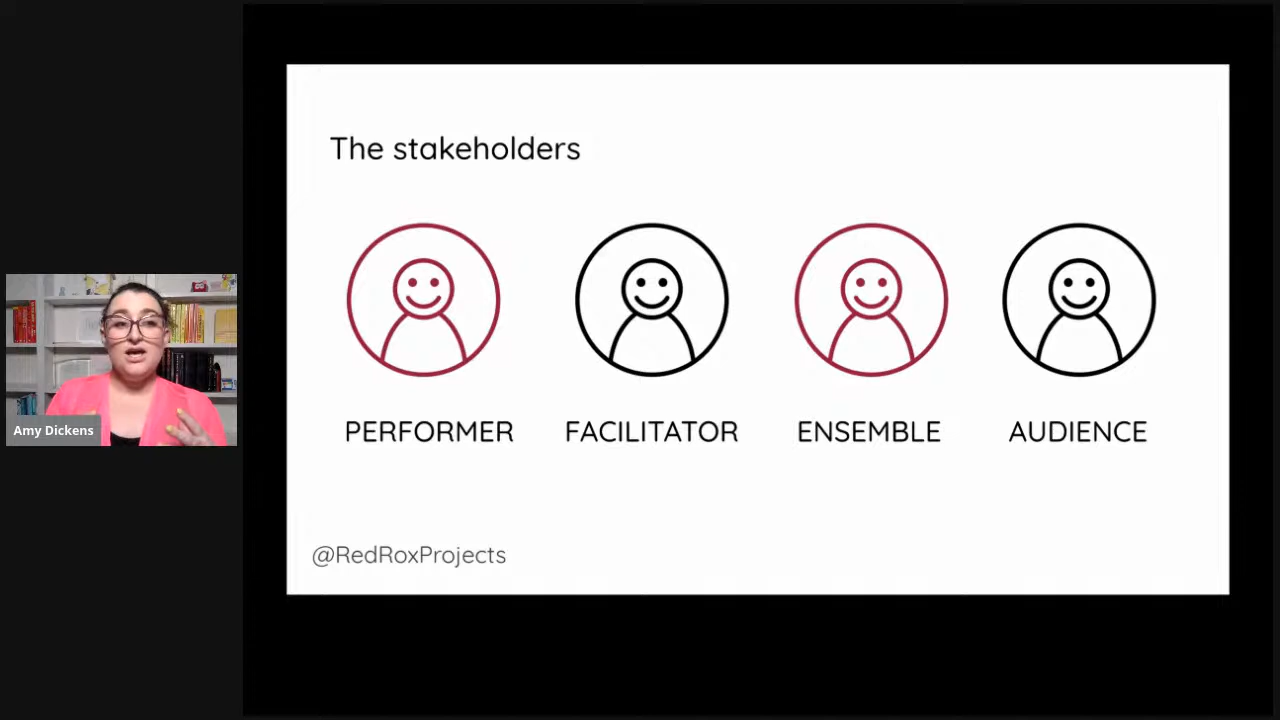 The stakeholders
PERFORMER
FACILITATOR
ENSEMBLE
AUDIENCE
@RedRoxProjects
Amy Dickens